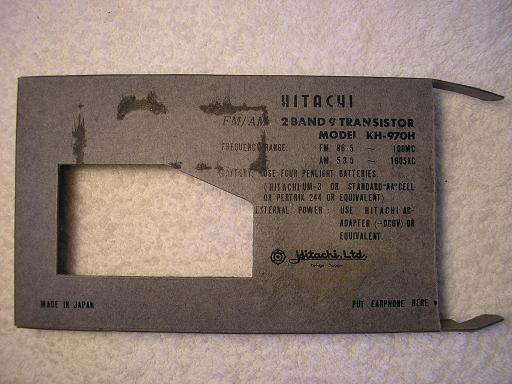 HITACHI
FM/AM 2 BAND 9 TRANSISTOR
MODEL KH-970H
FREQUENCY RANGE: FM 86.5 ~ 108MC
AM 535 ~ 1605KC
BATTERY: USE FOUR PENLIGHT BATTERIES.
(HITACHI UM-3 OR STANDARD "AA" CELL
OR PERTRIX 244 OR EQUIVALENT)
EXTERNAL POWER: USE HITACHI AC-
ADAPTER (-DC6V) OR
EQUIVALENT.
Hitachi, Ltd.
Tokyo Japan
MADE IN JAPAN
PUT EARPHONE HERE